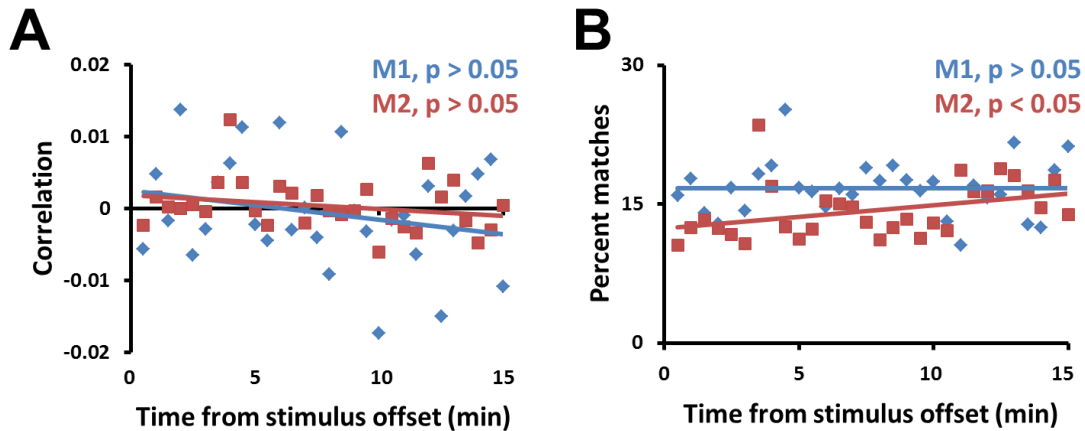 A
M1, p > 0.05
M2, p > 0.05
0.02
0.01
0
-0.01
-0.02
Correlation
0 5 10 15
Time from stimulus offset (min)
B
M1, p > 0.05
M2, p < 0.05
30
15
0
Percent matches
0 5 10 15
Time from stimulus offset (min)